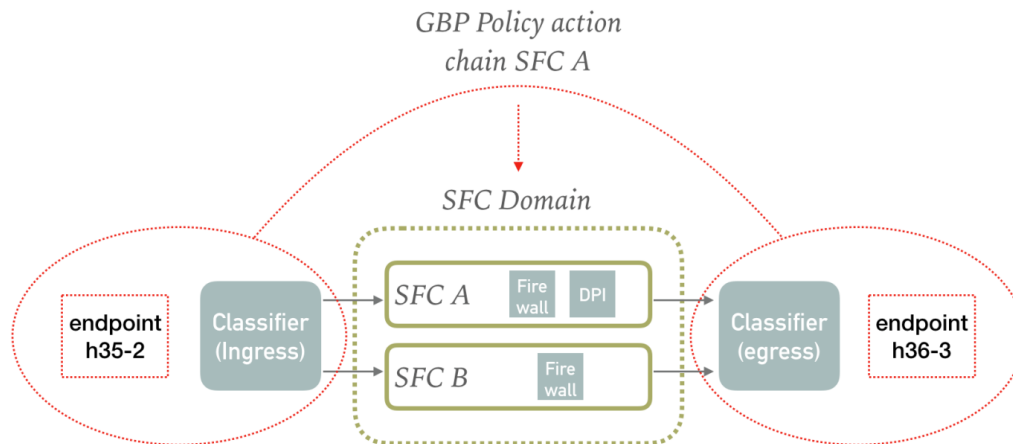 GBP Policy action
chain SFC A
SFC Domain
endpoint
h35-2
Classifier
(Ingress)
SFC A
Fire
wall
DPI
SFC B
Fire
wall
Classifier
(egress)
endpoint
h36-3